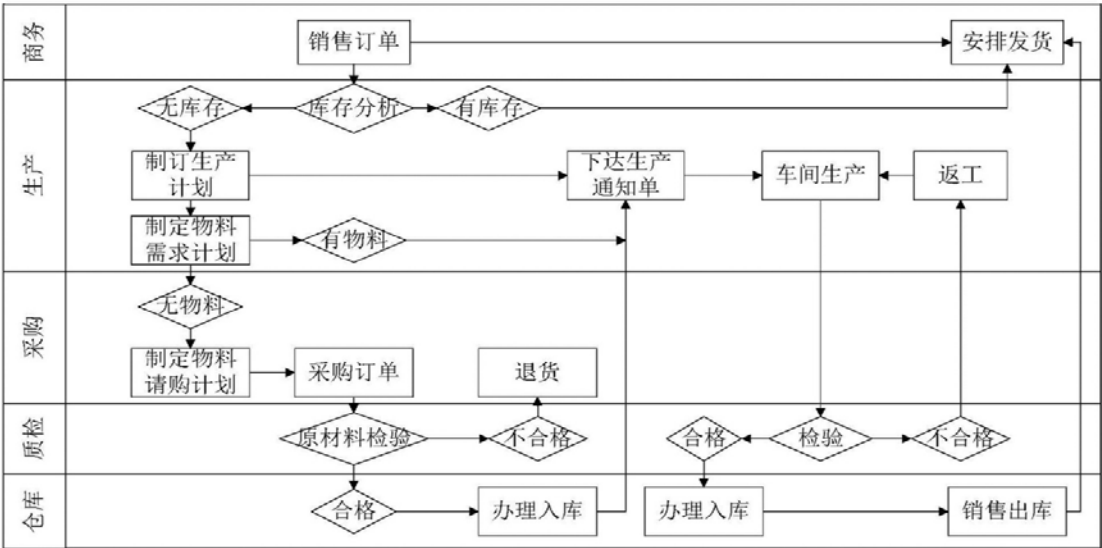 商务
销售订单
安排发货
生产
无库存
库存分析
有库存
制订生产
计划
下达生产
通知单
车间生产
返工
制定物料
需求计划
有物料
采购
无物料
制定物料
请购计划
采购订单
退货
质检
原材料检验
不合格
合格
检验
不合格
仓库
合格
办理入库
办理入库
销售出库